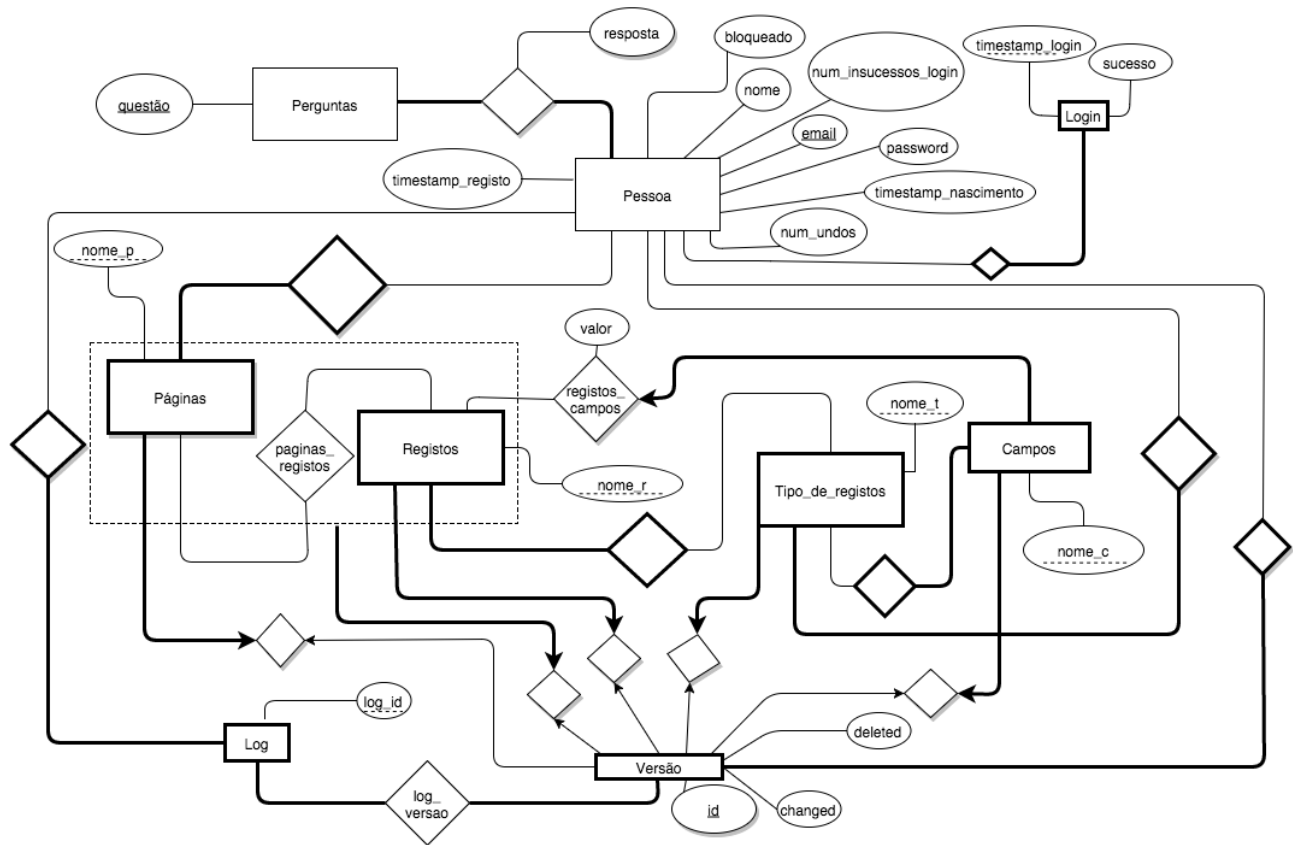 resposta
bloqueado
timestamp_login
sucesso
num_insucessos_login
nome
questão
Perguntas
Login
email
password
timestamp_registo
Pessoa
timestamp_nascimento
num_undos
nome_p
valor
Páginas
registos_
campos
nome_t
paginas_
registos
Registos
Campos
nome_r
Tipo_de_registos
nome_c
log_id
deleted
Log
Versão
log_
versao
id
changed